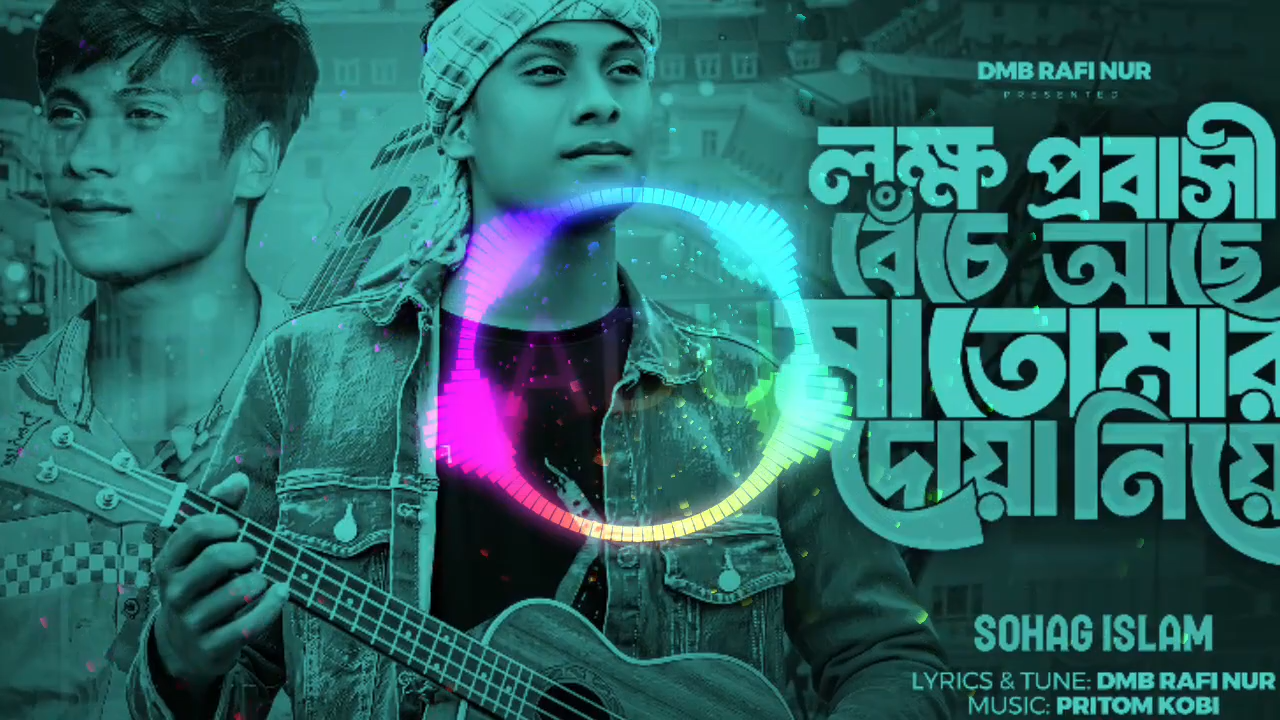 DMB RAFI NUR
PRESENTED
লক্ষ প্রবাসী
বেঁচে আছে
মা তোমার
দোয়া নিয়ে
SOHAG ISLAM
LYRICS & TUNE: DMB RAFI NUR
MUSIC: PRITOM KOBI